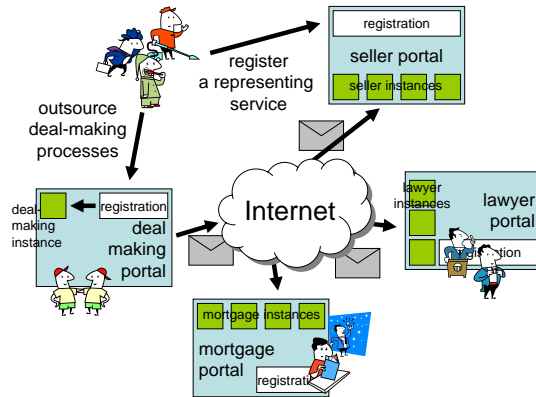 registration
seller portal
seller instances
register
a representing
service
outsource
deal-making
processes
deal-
making
instance
registration
deal
making
portal
Internet
lawyer
instances
lawyer
portal
mortgage instances
mortgage
portal